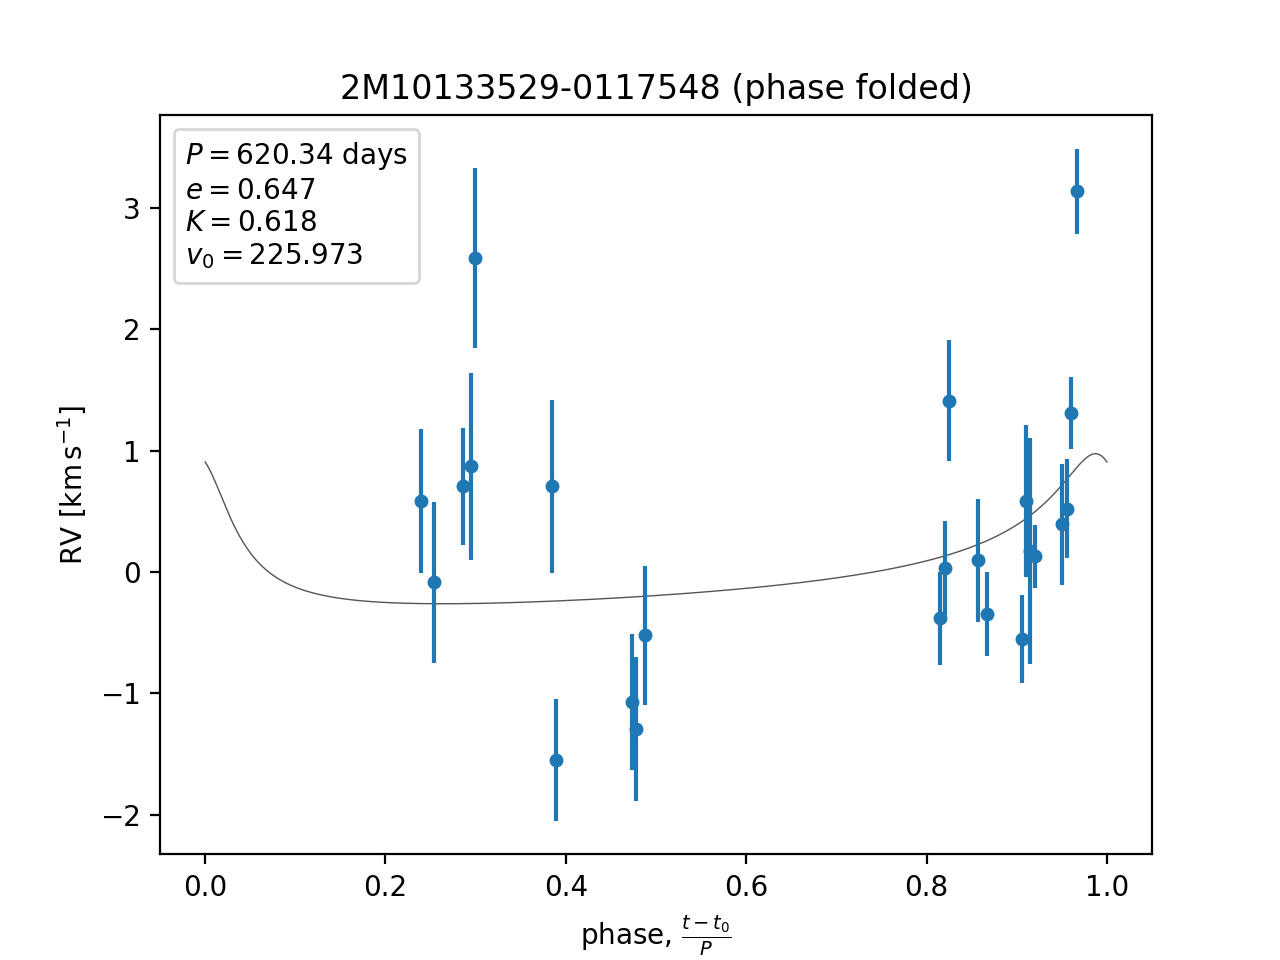 2M10133529-0117548 (phase folded)
P = 620.34 days
e = 0.647
K = 0.618
v₀ = 225.973
3
2
1
0
−1
−2
RV [km s⁻¹]
0.0 0.2 0.4 0.6 0.8 1.0
phase, (t − t₀)/P